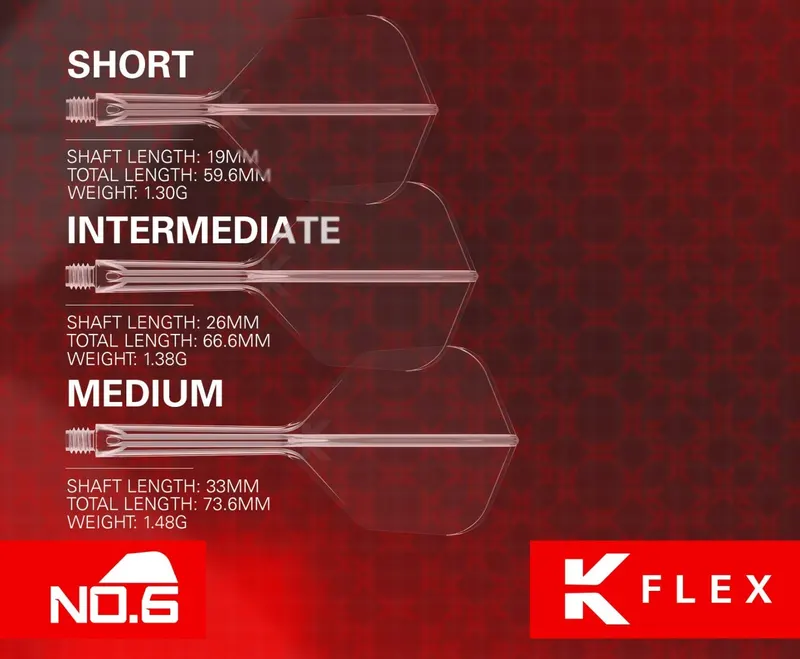 SHORT
SHAFT LENGTH: 19MM
TOTAL LENGTH: 59.6MM
WEIGHT: 1.30G
INTERMEDIATE
SHAFT LENGTH: 26MM
TOTAL LENGTH: 66.6MM
WEIGHT: 1.38G
MEDIUM
SHAFT LENGTH: 33MM
TOTAL LENGTH: 73.6MM
WEIGHT: 1.48G
NO.6
K FLEX